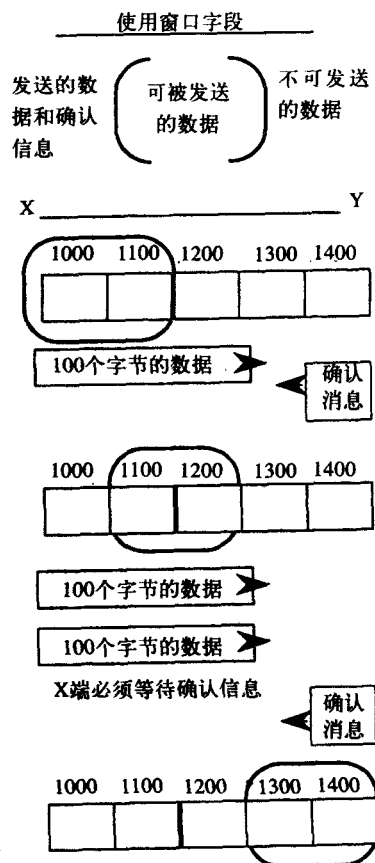 使用窗口字段
发送的数
据和确认
信息
可被发送
的数据
不可发送
的数据
X Y
1000 1100 1200 1300 1400
100个字节的数据
确认
消息
1000 1100 1200 1300 1400
100个字节的数据
100个字节的数据
X端必须等待确认信息
确认
消息
1000 1100 1200 1300 1400